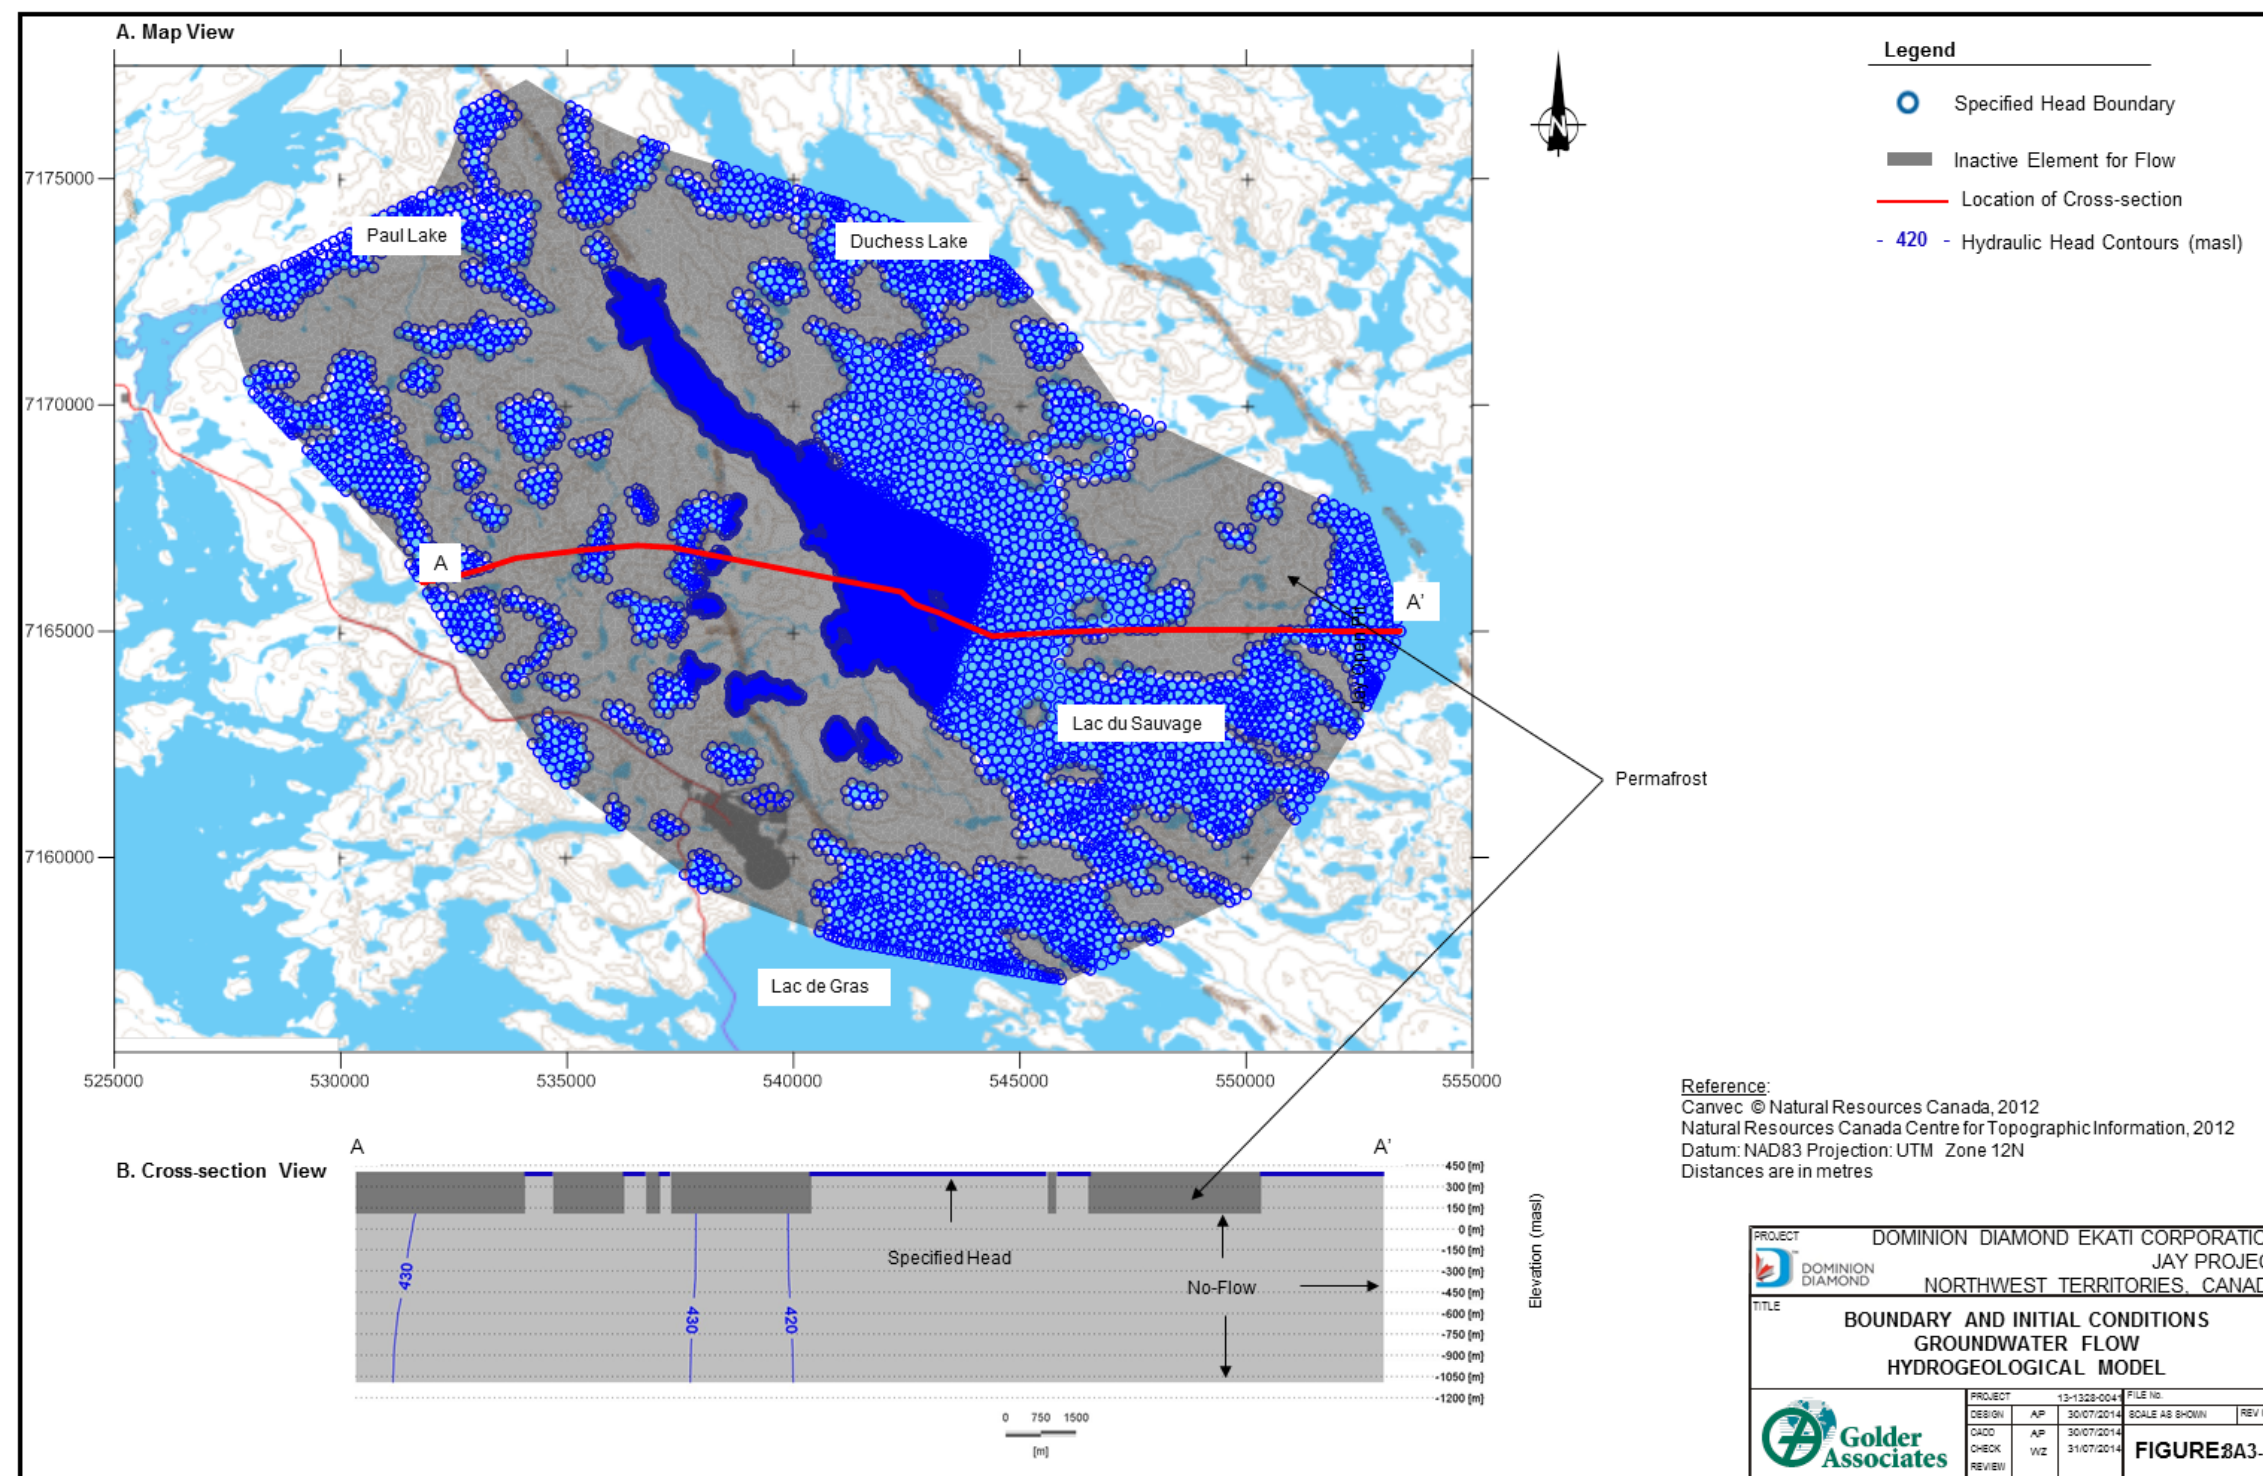 A. Map View
7175000
7170000
7165000
7160000
525000
530000
535000
540000
545000
550000
555000
Paul Lake
Duchess Lake
A
A'
Lac du Sauvage
Lac de Gras
Permafrost
N
Legend
Specified Head Boundary
Inactive Element for Flow
Location of Cross-section
- 420 - Hydraulic Head Contours (masl)
Reference:
Canvec © Natural Resources Canada, 2012
Natural Resources Canada Centre for Topographic Information, 2012
Datum: NAD83 Projection: UTM Zone 12N
Distances are in metres
B. Cross-section View
A
A'
450 [m]
300 [m]
150 [m]
0 [m]
-150 [m]
-300 [m]
-450 [m]
-600 [m]
-750 [m]
-900 [m]
-1050 [m]
-1200 [m]
Elevation (masl)
430
430
420
Specified Head
No-Flow
0 750 1500
[m]
PROJECT
DOMINION DIAMOND EKATI CORPORATIO
JAY PROJEC
NORTHWEST TERRITORIES, CANAD
DOMINION
DIAMOND
TITLE
BOUNDARY AND INITIAL CONDITIONS
GROUNDWATER FLOW
HYDROGEOLOGICAL MODEL
Golder
Associates
PROJECT 13-1328-0041 FILE No.
DESIGN AP 30/07/2014 SCALE AS SHOWN REV
CADD AP 30/07/2014
CHECK WZ 31/07/2014
REVIEW
FIGURE:8A3-